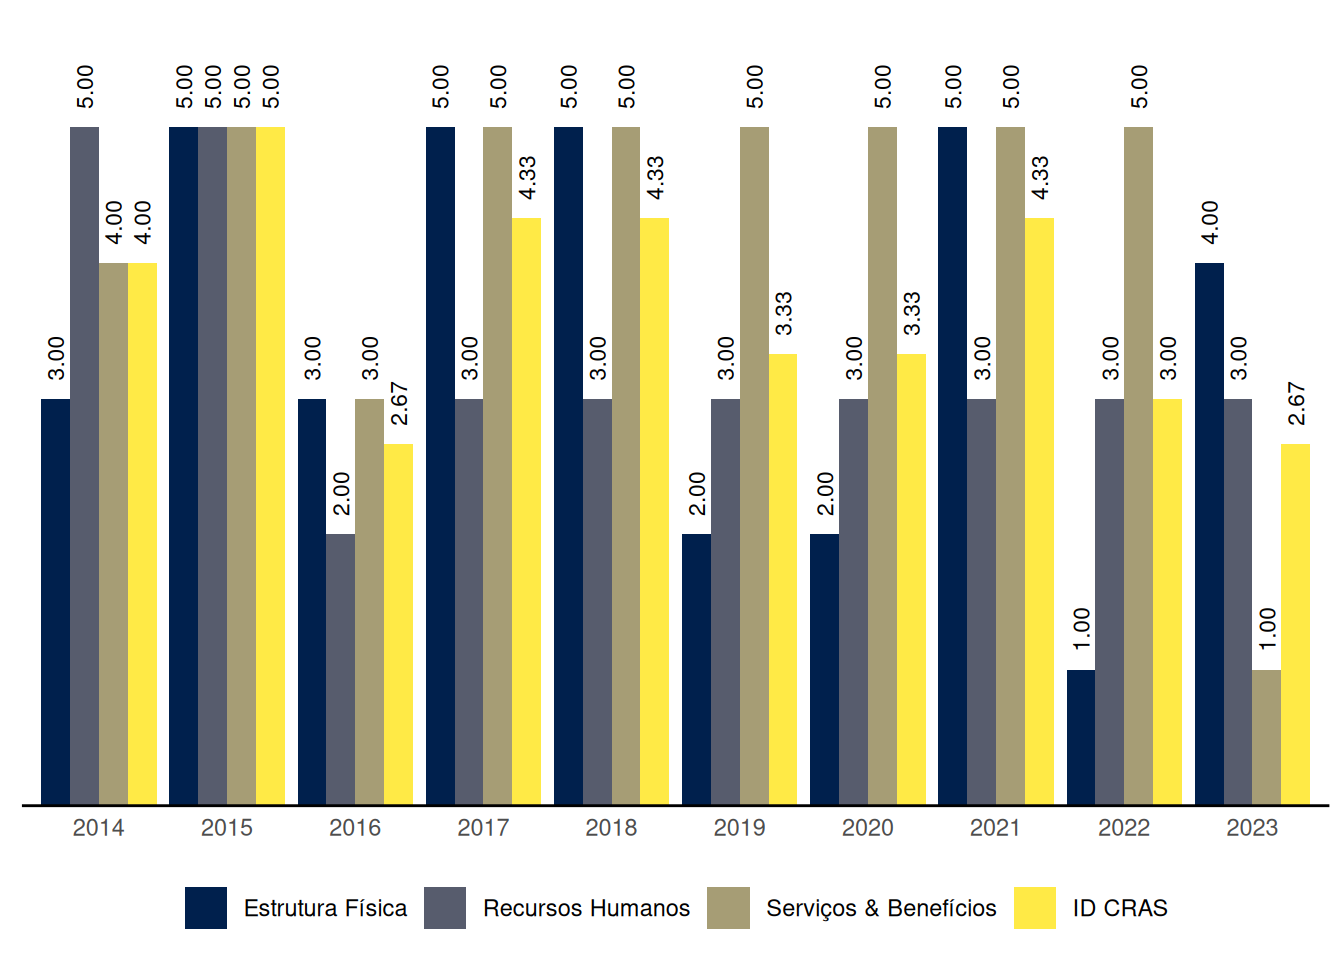 5.00 5.00 5.00 5.00 5.00 5.00 5.00 5.00 5.00 5.00 5.00 5.00 5.00 5.00
4.33 4.33 4.33
4.00 4.00 4.00
3.33 3.33
3.00 3.00 3.00 3.00 3.00 3.00 3.00 3.00 3.00 3.00 3.00
2.67 2.67
2.00 2.00 2.00
1.00 1.00
2014 2015 2016 2017 2018 2019 2020 2021 2022 2023
Estrutura Física Recursos Humanos Serviços & Benefícios ID CRAS